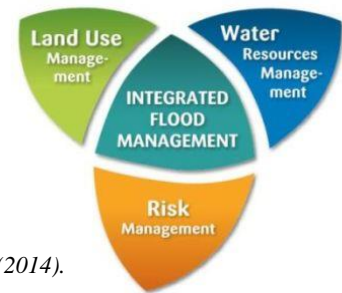 Land Use
Manage-
ment
Water
Resources
Manage-
ment
INTEGRATED
FLOOD
MANAGEMENT
Risk
Management
(2014).